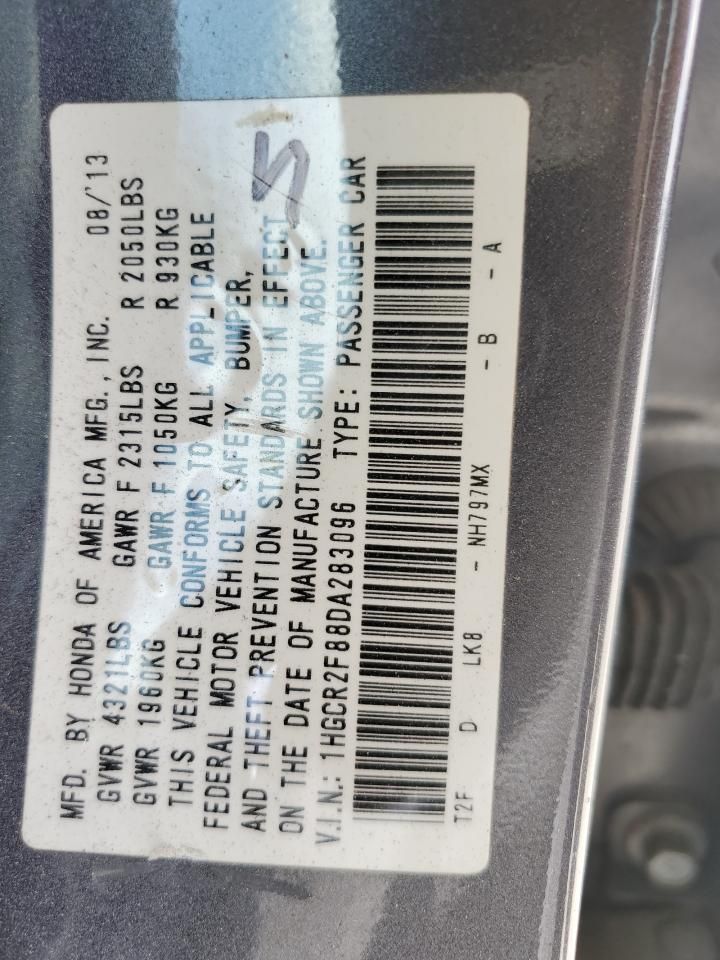 MFD. BY HONDA OF AMERICA MFG., INC. 08/'13
GVWR 4321LBS GAWR F 2315LBS R 2050LBS
GVWR 1960KG GAWR F 1050KG R 930KG
THIS VEHICLE CONFORMS TO ALL APPLICABLE
FEDERAL MOTOR VEHICLE SAFETY, BUMPER,
AND THEFT PREVENTION STANDARDS IN EFFECT
ON THE DATE OF MANUFACTURE SHOWN ABOVE.
V.I.N.: 1HGCR2F88DA283096 TYPE: PASSENGER CAR
T2F D LK8 - NH797MX - B - A
5